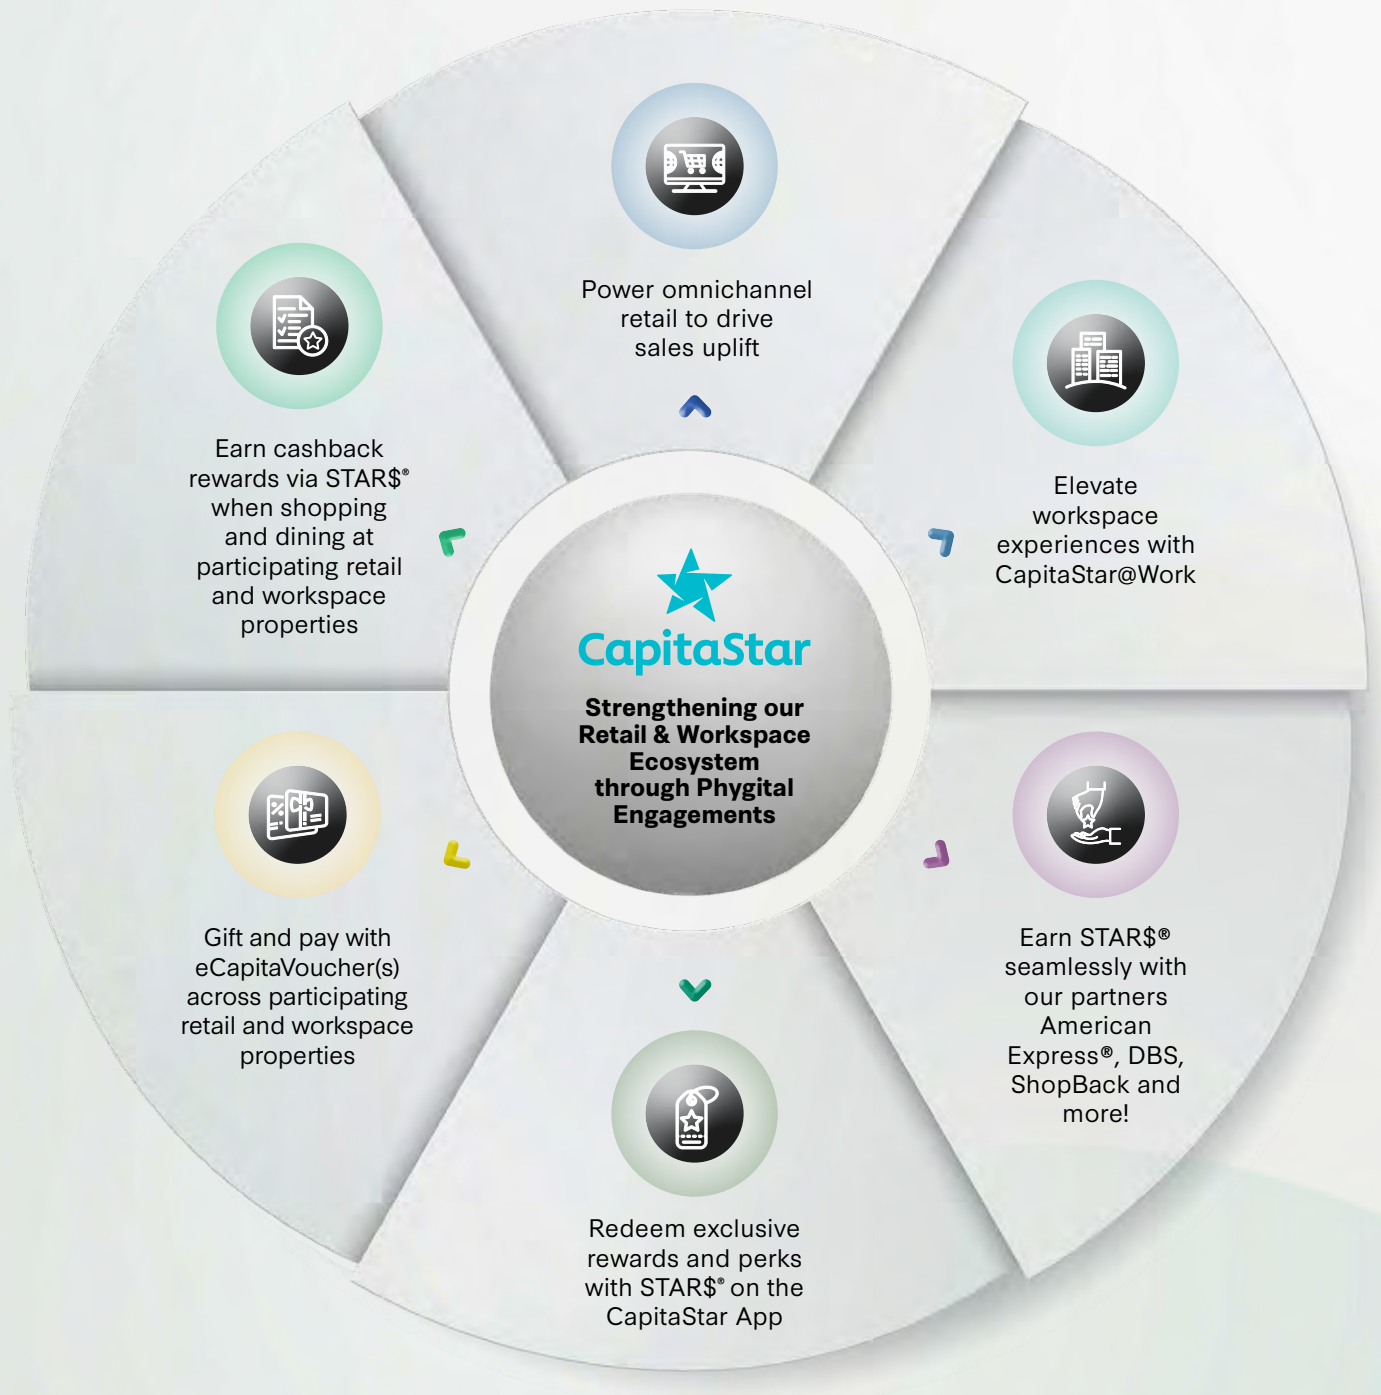 Power omnichannel
retail to drive
sales uplift
Elevate
workspace
experiences with
CapitaStar@Work
Earn STAR$®
seamlessly with
our partners
American
Express®, DBS,
ShopBack and
more!
Redeem exclusive
rewards and perks
with STAR$® on the
CapitaStar App
Gift and pay with
eCapitaVoucher(s)
across participating
retail and workspace
properties
Earn cashback
rewards via STAR$®
when shopping
and dining at
participating retail
and workspace
properties
CapitaStar
Strengthening our
Retail & Workspace
Ecosystem
through Phygital
Engagements